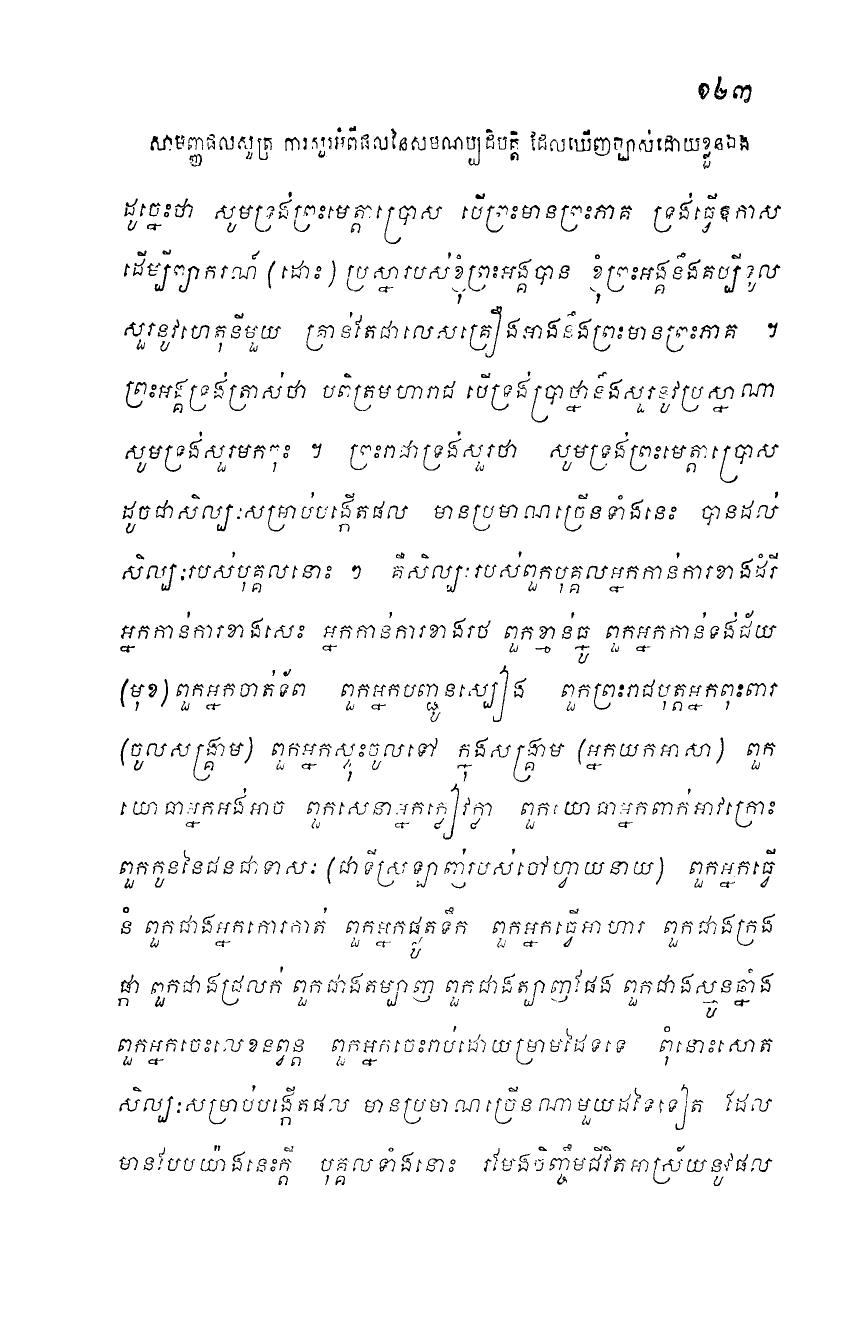 ១២៣
សាមញ្ញផលសូត្រ ការសួរអំពីផលនៃសមណប្បដិបត្តិ ដែលឃើញច្បាស់ដោយខ្លួនឯង
ដូច្នេះថា សូមទ្រង់ព្រះមេត្តាប្រោស បើព្រះមានព្រះភាគ ទ្រង់ធ្វើឱកាស
ដើម្បីព្យាករណ៍ (ដោះ) ប្រស្នារបស់ខ្ញុំព្រះអង្គបាន ខ្ញុំព្រះអង្គនឹងគប្បីចូល
សួរនូវហេតុនីមួយ គ្រាន់តែជាលេសគ្រឿងអាងនឹងព្រះមានព្រះភាគ ។
ព្រះអង្គទ្រង់ត្រាស់ថា បពិត្រមហារាជ បើទ្រង់ប្រាថ្នានឹងសួរនូវប្រស្នាណា
សូមទ្រង់សួរមកចុះ ។ ព្រះរាជាទ្រង់សួរថា សូមទ្រង់ព្រះមេត្តាប្រោស
ដូចជាសិល្បៈសម្រាប់បង្កើតផល មានប្រមាណច្រើនទាំងនេះ បានដល់
សិល្បៈរបស់បុគ្គលនោះ ៗ គឺសិល្បៈរបស់ពួកបុគ្គលអ្នកកាន់ការខាងដំរី
អ្នកកាន់ការខាងសេះ អ្នកកាន់ការខាងរថ ពួកខ្មាន់ធ្នូ ពួកអ្នកកាន់ទង់ជ័យ
(មុខ) ពួកអ្នកចាត់ទ័ព ពួកអ្នកបញ្ជូនស្បៀង ពួកព្រះរាជបុត្តអ្នកពុះពារ
(ចូលសង្គ្រាម) ពួកអ្នកស្ទុះចូលទៅ ក្នុងសង្គ្រាម (អ្នកយកអាសា) ពួក
យោធាអ្នកអង់អាច ពួកសេនាអ្នកក្លៀវក្លា ពួកយោធាអ្នកពាក់អាវក្រោះ
ពួកកូននៃជនជាទាសៈ (ជាទីស្រឡាញ់របស់ចៅហ្វាយនាយ) ពួកអ្នកធ្វើ
នំ ពួកជាងអ្នកកោរកាត់ ពួកអ្នកផ្ងូតទឹក ពួកអ្នកធ្វើអាហារ ពួកជាងក្រង
ផ្កា ពួកជាងជ្រលក់ ពួកជាងតម្បាញ ពួកជាងត្បាញផែង ពួកជាងស្មូនឆ្នាំង
ពួកអ្នកចេះលេខនព្វន្ត ពួកអ្នកចេះរាប់ដោយម្រាមដៃទទេ ពុំនោះសោត
សិល្បៈសម្រាប់បង្កើតផល មានប្រមាណច្រើនណាមួយដទៃទៀត ដែល
មានបែបយ៉ាងនេះក្តី បុគ្គលទាំងនោះ រមែងចិញ្ចឹមជីវិតអាស្រ័យនូវផល